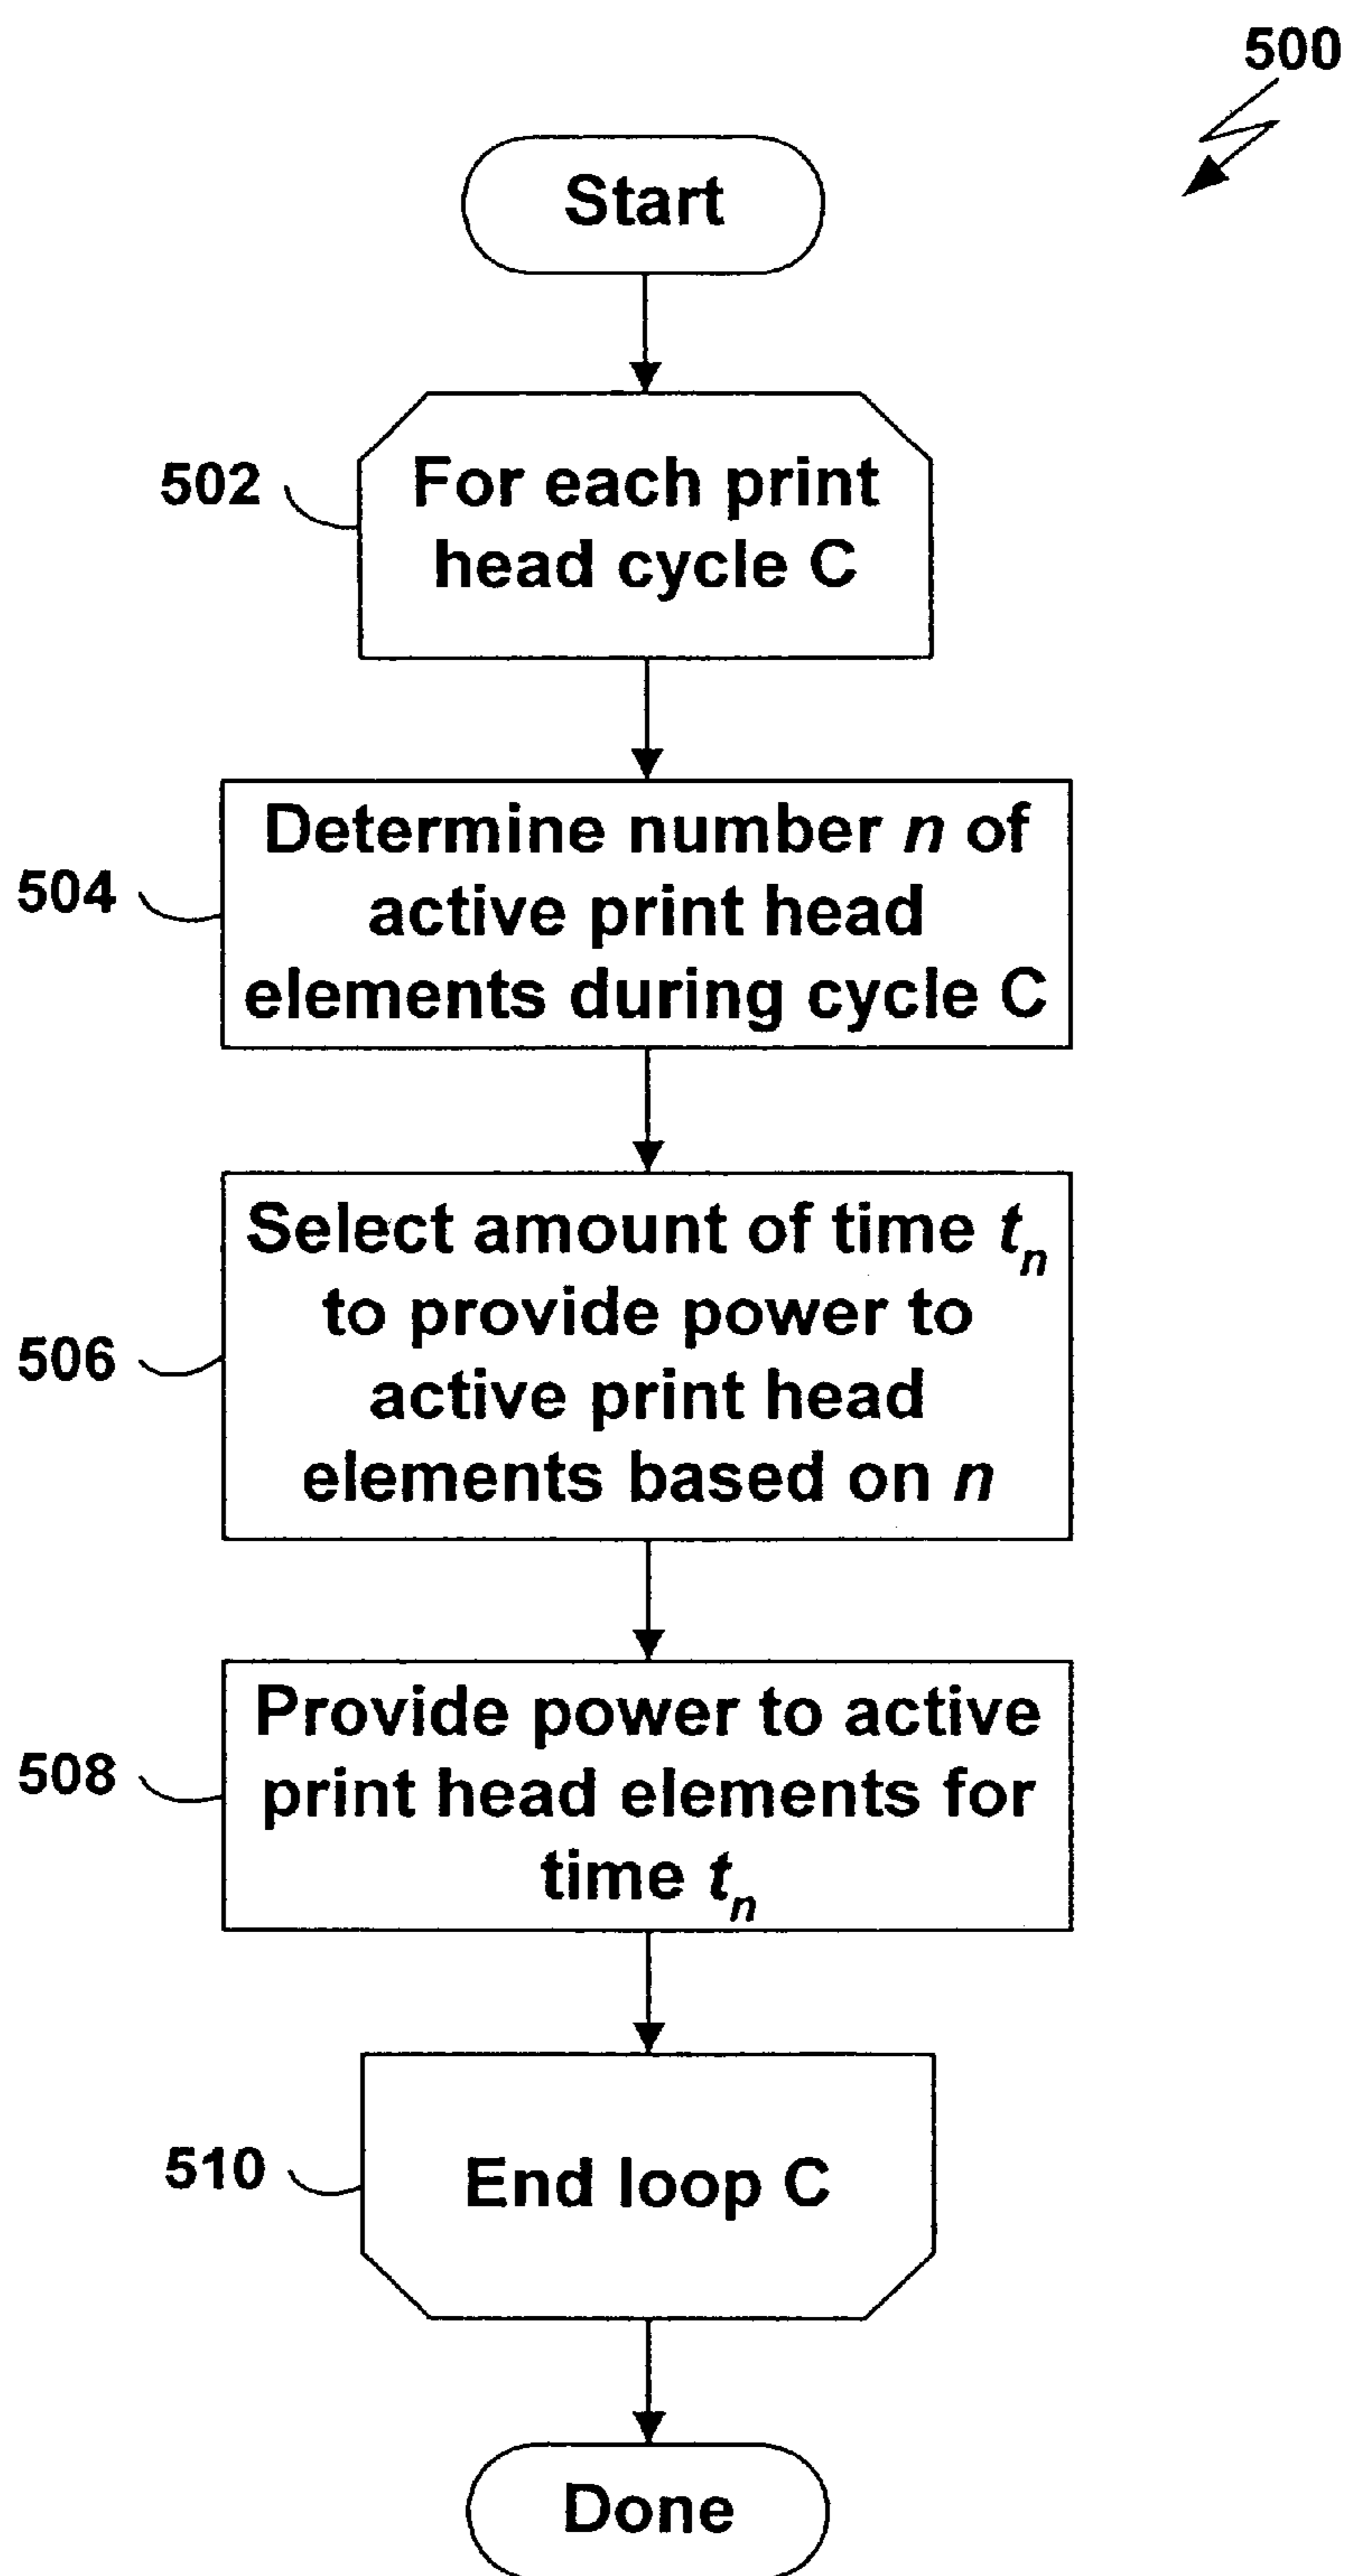 500
Start
502
For each print
head cycle C
504
Determine number n of
active print head
elements during cycle C
506
Select amount of time tn
to provide power to
active print head
elements based on n
508
Provide power to active
print head elements for
time tn
510
End loop C
Done